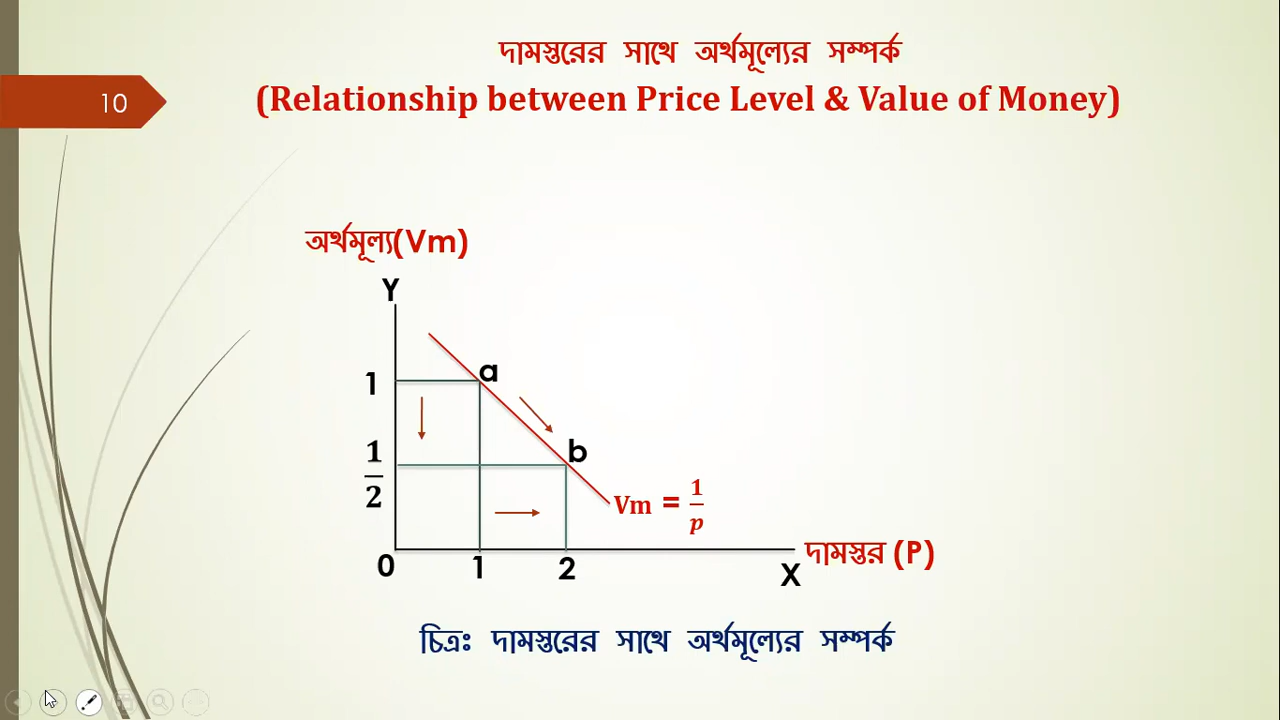 দামস্তরের সাথে অর্থমূল্যের সম্পর্ক
(Relationship between Price Level & Value of Money)
10
অর্থমূল্য(Vm)
Y
1
a
1/2
b
Vm = 1/p
0
1
2
X
দামস্তর (P)
চিত্রঃ দামস্তরের সাথে অর্থমূল্যের সম্পর্ক